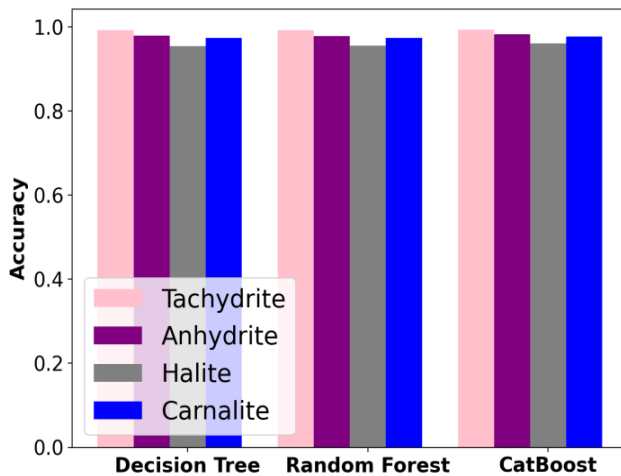 1.0
0.8
0.6
0.4
0.2
0.0
Accuracy
Tachydrite
Anhydrite
Halite
Carnalite
Decision Tree Random Forest CatBoost